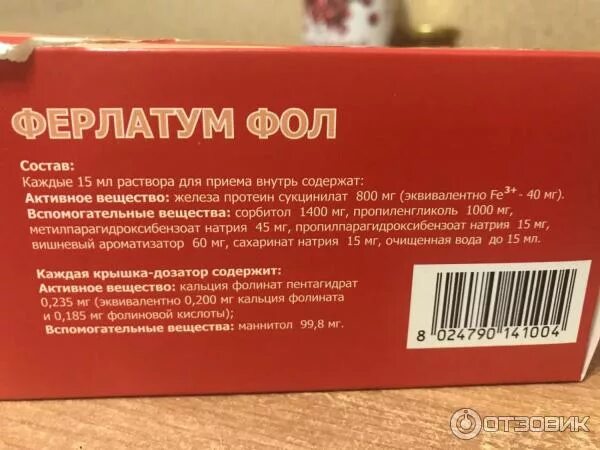 ФЕРЛАТУМ ФОЛ
Состав:
Каждые 15 мл раствора для приема внутрь содержат:
Активное вещество: железа протеин сукцинилат 800 мг (эквивалентно Fe³⁺- 40 мг).
Вспомогательные вещества: сорбитол 1400 мг, пропиленгликоль 1000 мг,
метилпарагидроксибензоат натрия 45 мг, пропилпарагидроксибензоат натрия 15 мг,
вишневый ароматизатор 60 мг, сахаринат натрия 15 мг, очищенная вода до 15 мл.
Каждая крышка-дозатор содержит:
Активное вещество: кальция фолинат пентагидрат
0,235 мг (эквивалентно 0,200 мг кальция фолината
и 0,185 мг фолиновой кислоты);
Вспомогательные вещества: маннитол 99,8 мг.
8 024790 141004
ОТЗОВИК